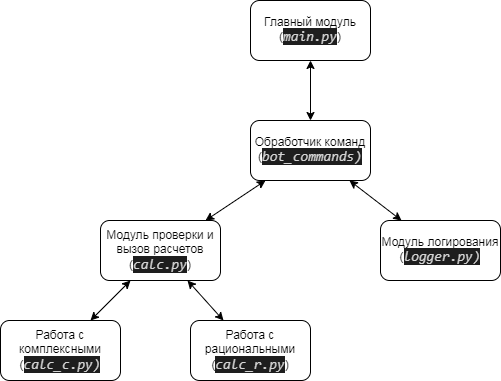 Главный модуль
(main.py)
Обработчик команд
(bot_commands)
Модуль проверки и
вызов расчетов
(calc.py)
Модуль логирования
(logger.py)
Работа с
комплексными
(calc_c.py)
Работа с
рациональными
(calc_r.py)